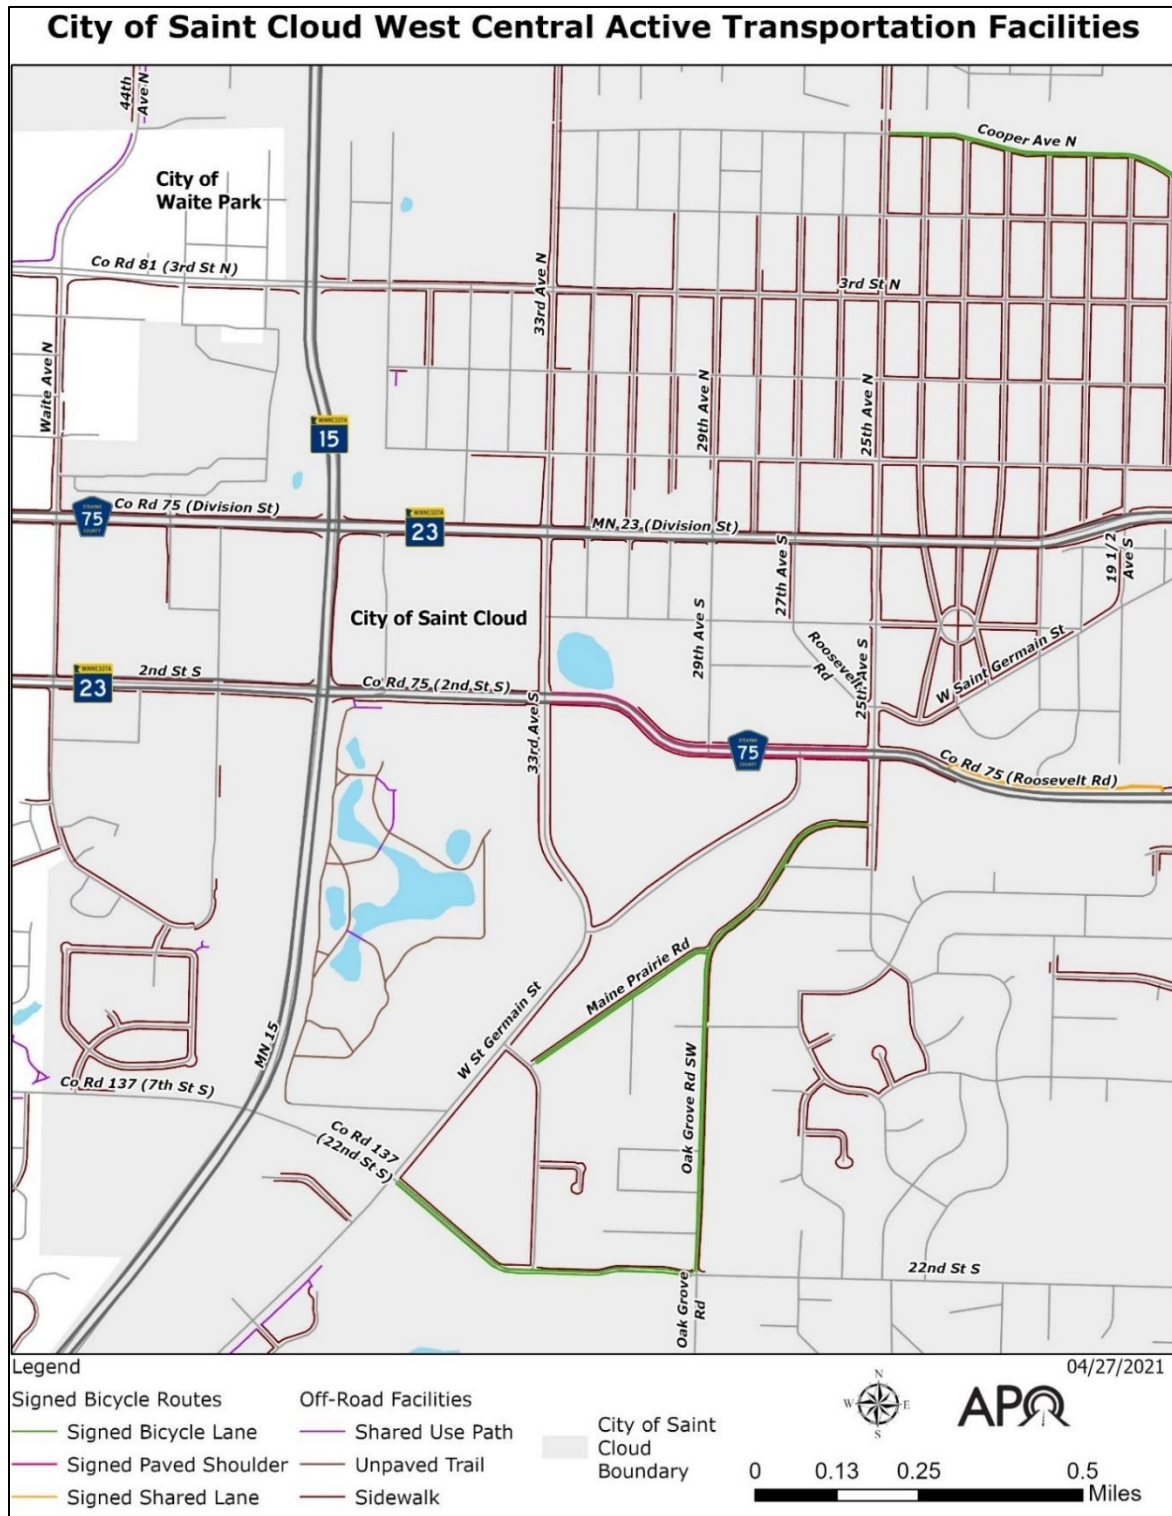 City of Saint Cloud West Central Active Transportation Facilities
44th
Ave N
Cooper Ave N
City of
Waite Park
Co Rd 81 (3rd St N)
33rd Ave N
3rd St N
Waite Ave N
29th Ave N
25th Ave N
MINNESOTA
15
Co Rd 75 (Division St)
STEARNS
75
COUNTY
MINNESOTA
23
MN 23 (Division St)
19 1/2
Ave S
27th Ave S
City of Saint Cloud
29th Ave S
Roosevelt
Rd
25th Ave S
W Saint Germain St
2nd St S
MINNESOTA
23
Co Rd 75 (2nd St S)
33rd Ave S
STEARNS
75
COUNTY
Co Rd 75 (Roosevelt Rd)
Maine Prairie Rd
W St Germain St
MN 15
Co Rd 137 (7th St S)
Co Rd 137
(22nd St S)
Oak Grove Rd SW
22nd St S
Oak Grove
Rd
Legend
04/27/2021
Signed Bicycle Routes
Signed Bicycle Lane
Signed Paved Shoulder
Signed Shared Lane
Off-Road Facilities
Shared Use Path
Unpaved Trail
Sidewalk
City of Saint
Cloud
Boundary
N
W
E
S
APO
0 0.13 0.25 0.5
Miles